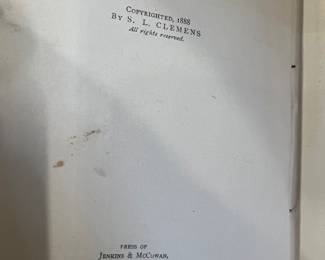 COPYRIGHTED, 1888
BY S. L. CLEMENS
All rights reserved.
PRESS OF
JENKINS & MCCOWAN,